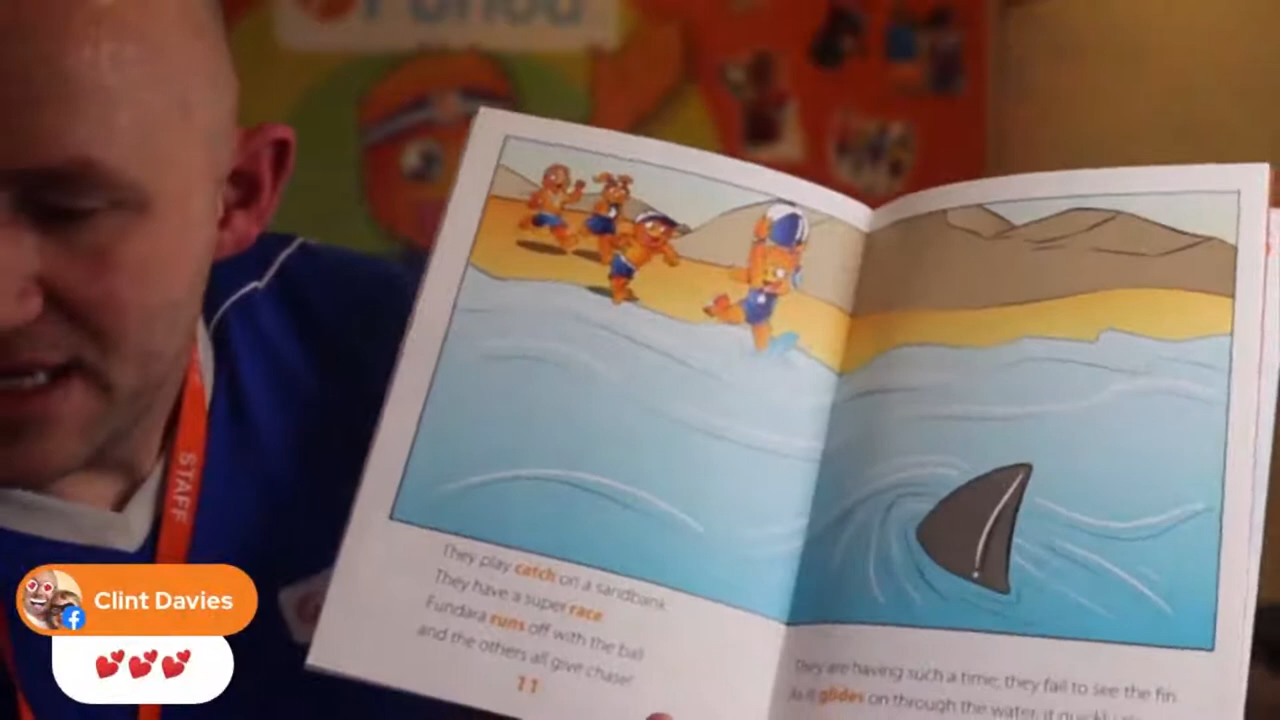 STAFF
Clint Davies
They play catch on a sandbank
They have a super race
Fundara runs off with the ball
and the others all give chase!
11
They are having such a time, they fail to see the fin
As it glides on through the water, it quickly